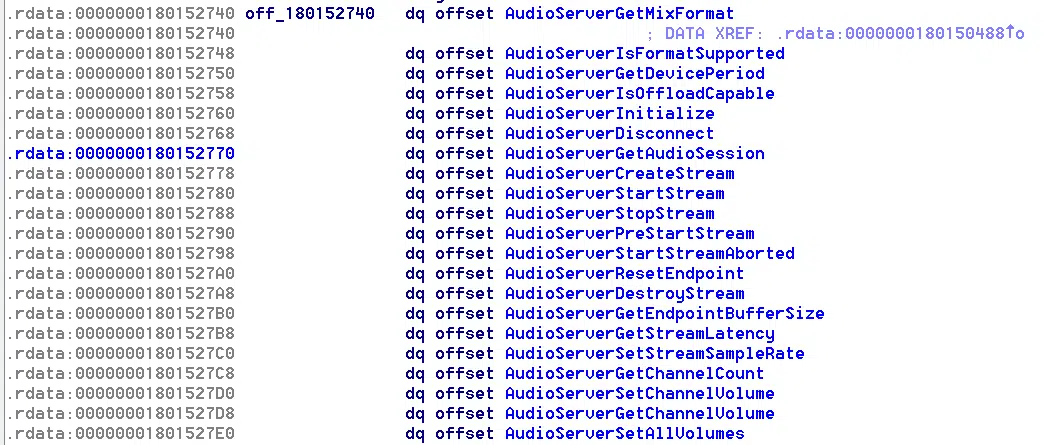 .rdata:0000000180152740 off_180152740 dq offset AudioServerGetMixFormat
.rdata:0000000180152740 ; DATA XREF: .rdata:0000000180150488↑o
.rdata:0000000180152748 dq offset AudioServerIsFormatSupported
.rdata:0000000180152750 dq offset AudioServerGetDevicePeriod
.rdata:0000000180152758 dq offset AudioServerIsOffloadCapable
.rdata:0000000180152760 dq offset AudioServerInitialize
.rdata:0000000180152768 dq offset AudioServerDisconnect
.rdata:0000000180152770 dq offset AudioServerGetAudioSession
.rdata:0000000180152778 dq offset AudioServerCreateStream
.rdata:0000000180152780 dq offset AudioServerStartStream
.rdata:0000000180152788 dq offset AudioServerStopStream
.rdata:0000000180152790 dq offset AudioServerPreStartStream
.rdata:0000000180152798 dq offset AudioServerStartStreamAborted
.rdata:00000001801527A0 dq offset AudioServerResetEndpoint
.rdata:00000001801527A8 dq offset AudioServerDestroyStream
.rdata:00000001801527B0 dq offset AudioServerGetEndpointBufferSize
.rdata:00000001801527B8 dq offset AudioServerGetStreamLatency
.rdata:00000001801527C0 dq offset AudioServerSetStreamSampleRate
.rdata:00000001801527C8 dq offset AudioServerGetChannelCount
.rdata:00000001801527D0 dq offset AudioServerSetChannelVolume
.rdata:00000001801527D8 dq offset AudioServerGetChannelVolume
.rdata:00000001801527E0 dq offset AudioServerSetAllVolumes